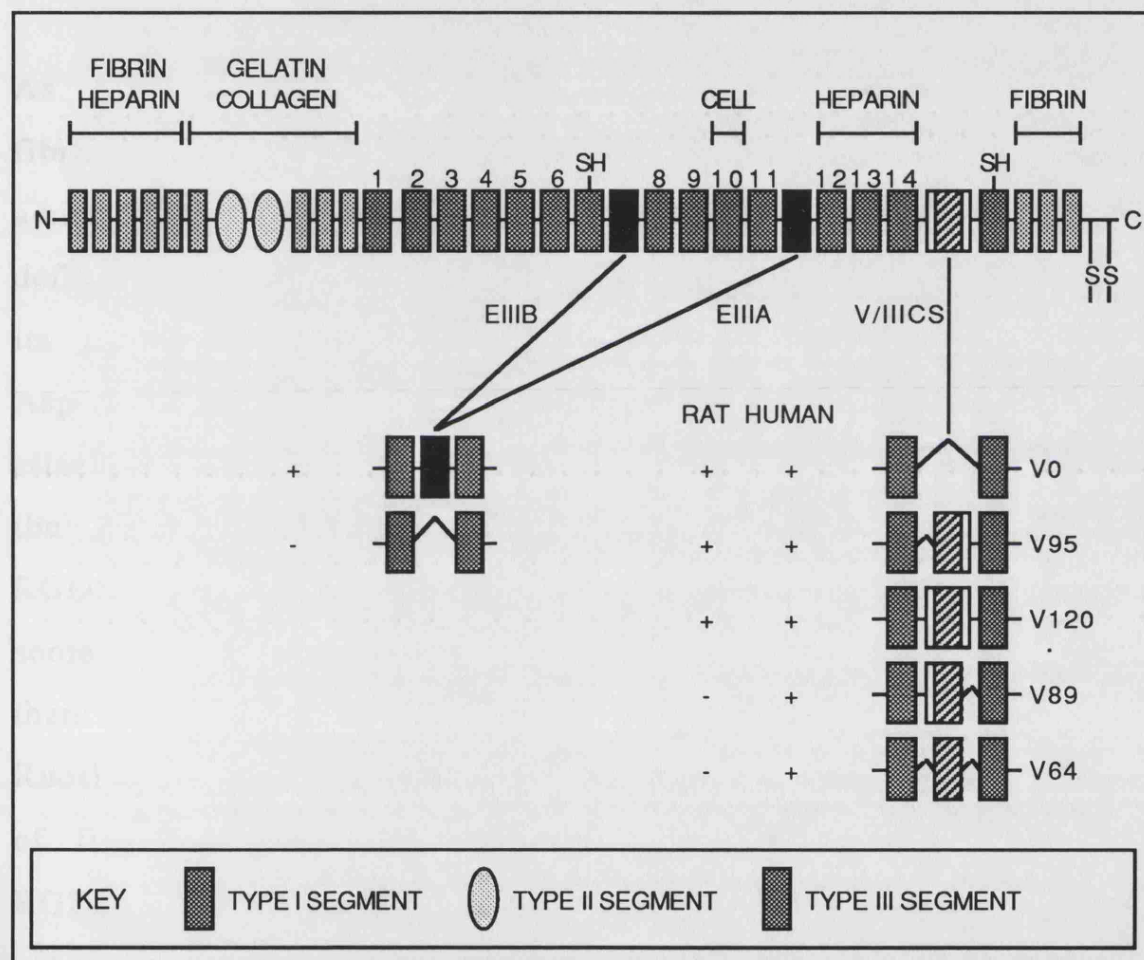 FIBRIN GELATIN CELL HEPARIN FIBRIN
HEPARIN COLLAGEN
SH SH
1 2 3 4 5 6 8 9 10 11 12 13 14
N C
SS
EIIIB EIIIA V/IIICS
RAT HUMAN
+ + + V0
- + + V95
+ + V120
- + V89
- + V64
KEY TYPE I SEGMENT TYPE II SEGMENT TYPE III SEGMENT